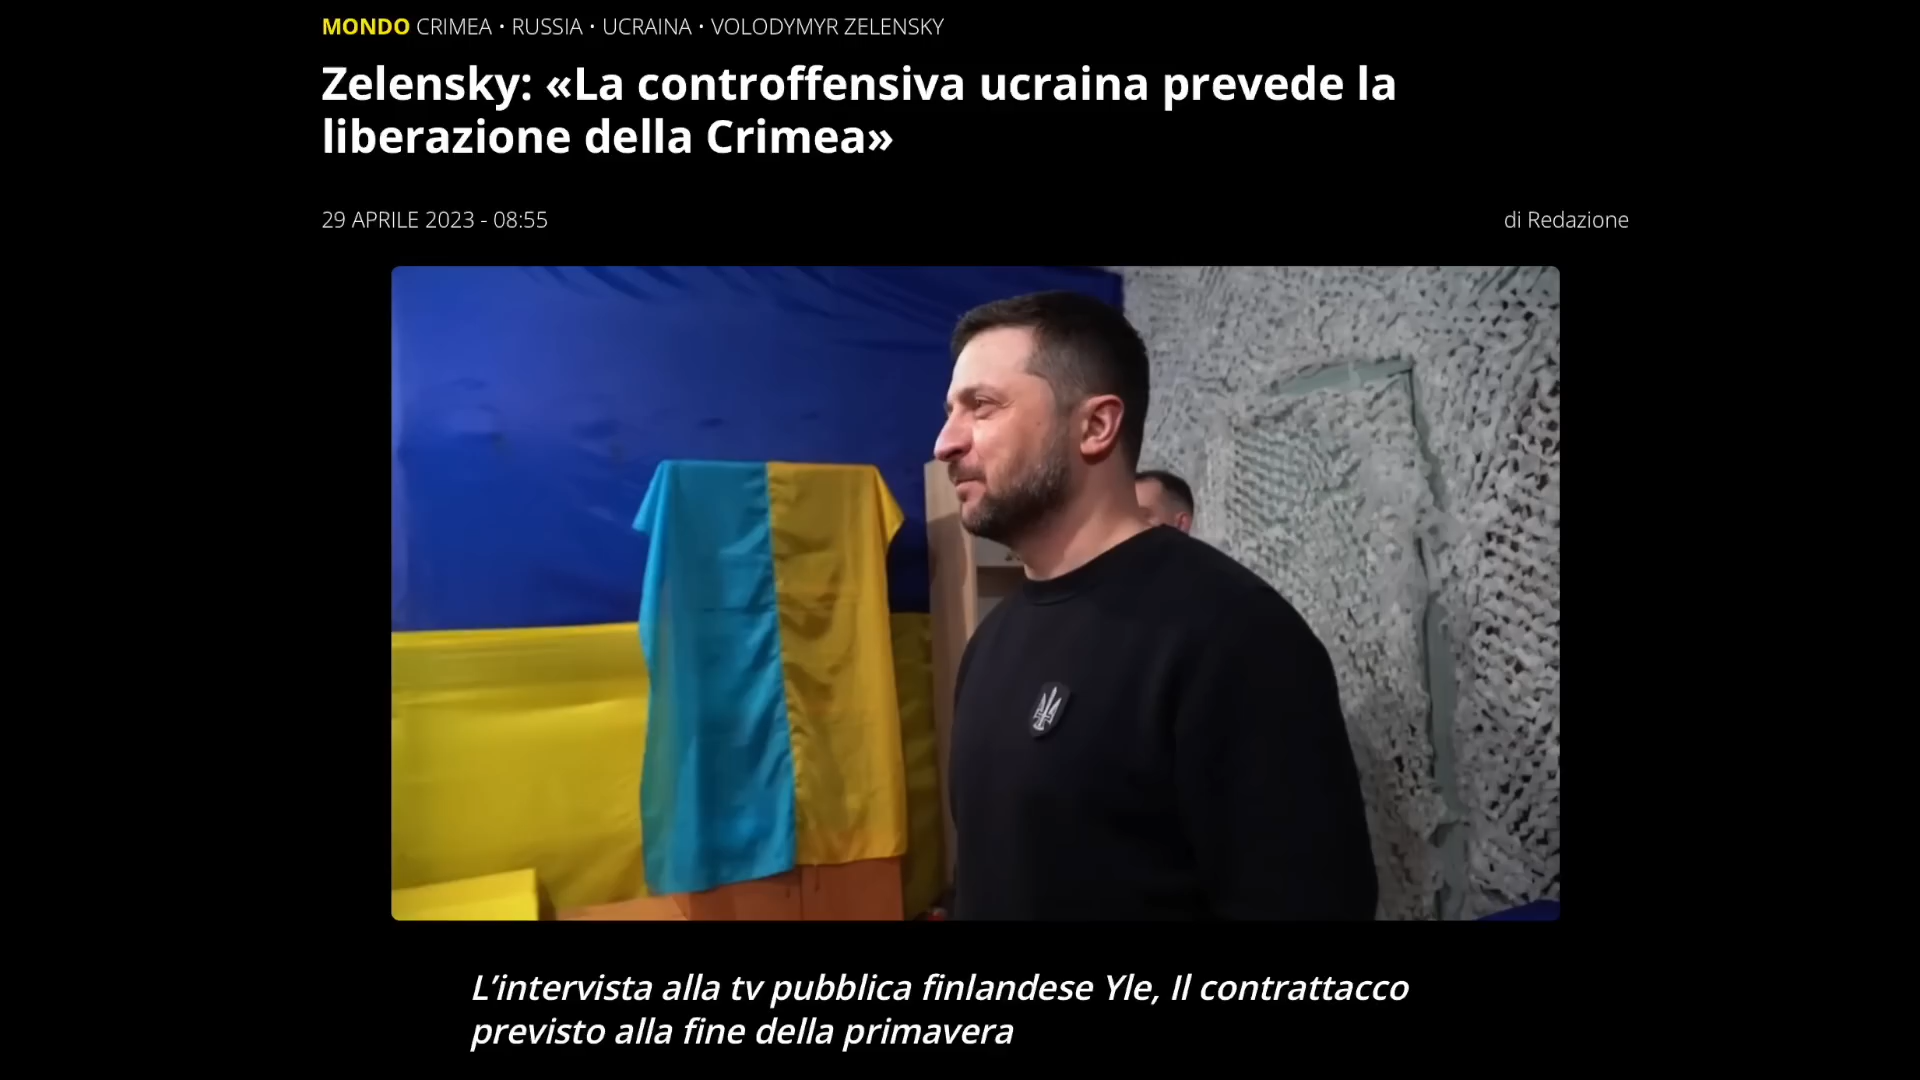 MONDO CRIMEA • RUSSIA • UCRAINA • VOLODYMYR ZELENSKY
Zelensky: «La controffensiva ucraina prevede la
liberazione della Crimea»
29 APRILE 2023 - 08:55
di Redazione
L’intervista alla tv pubblica finlandese Yle, Il contrattacco
previsto alla fine della primavera